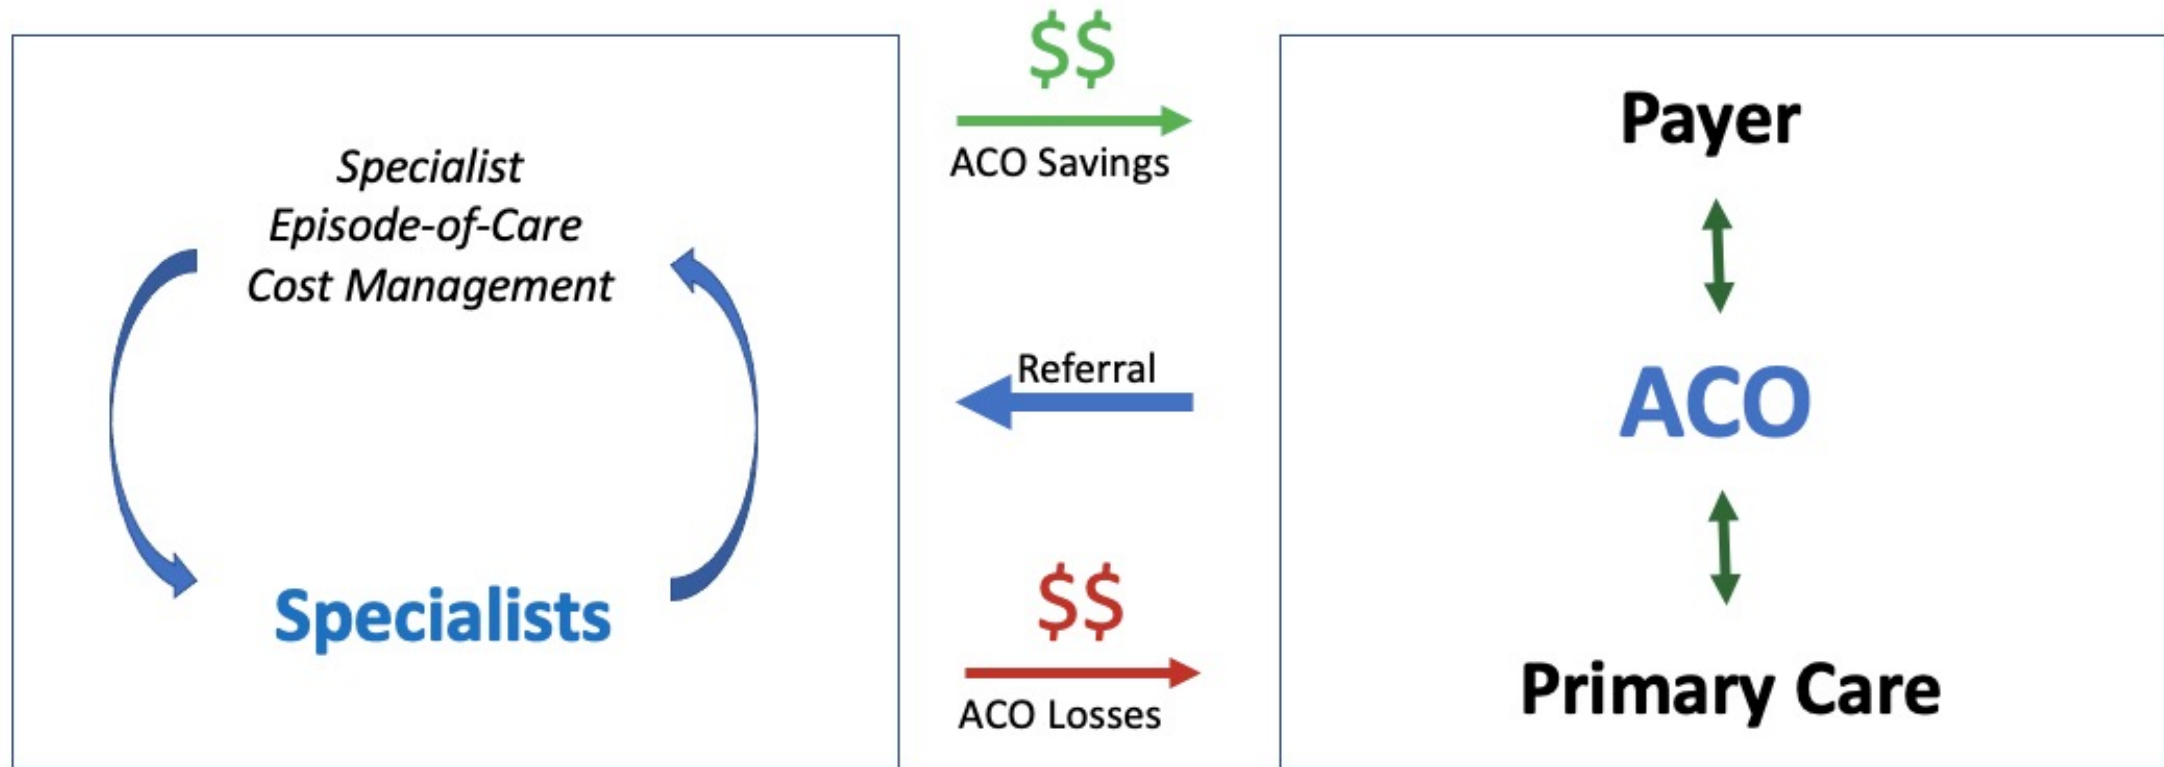 Specialist
Episode-of-Care
Cost Management
Specialists
$$
ACO Savings
Referral
$$
ACO Losses
Payer
ACO
Primary Care